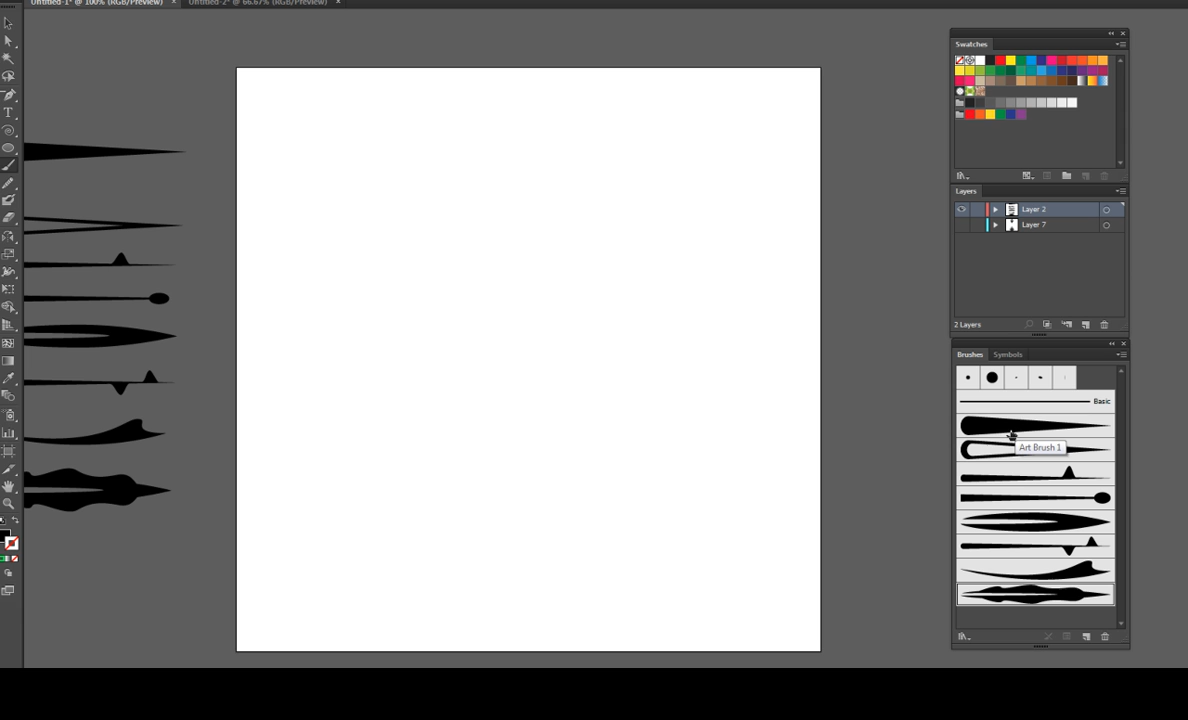 Untitled-1* @ 100% (RGB/Preview) × Untitled-2* @ 66.67% (RGB/Preview) ×
Swatches
Layers
Layer 2
Layer 7
2 Layers
Brushes Symbols
Basic
Art Brush 1